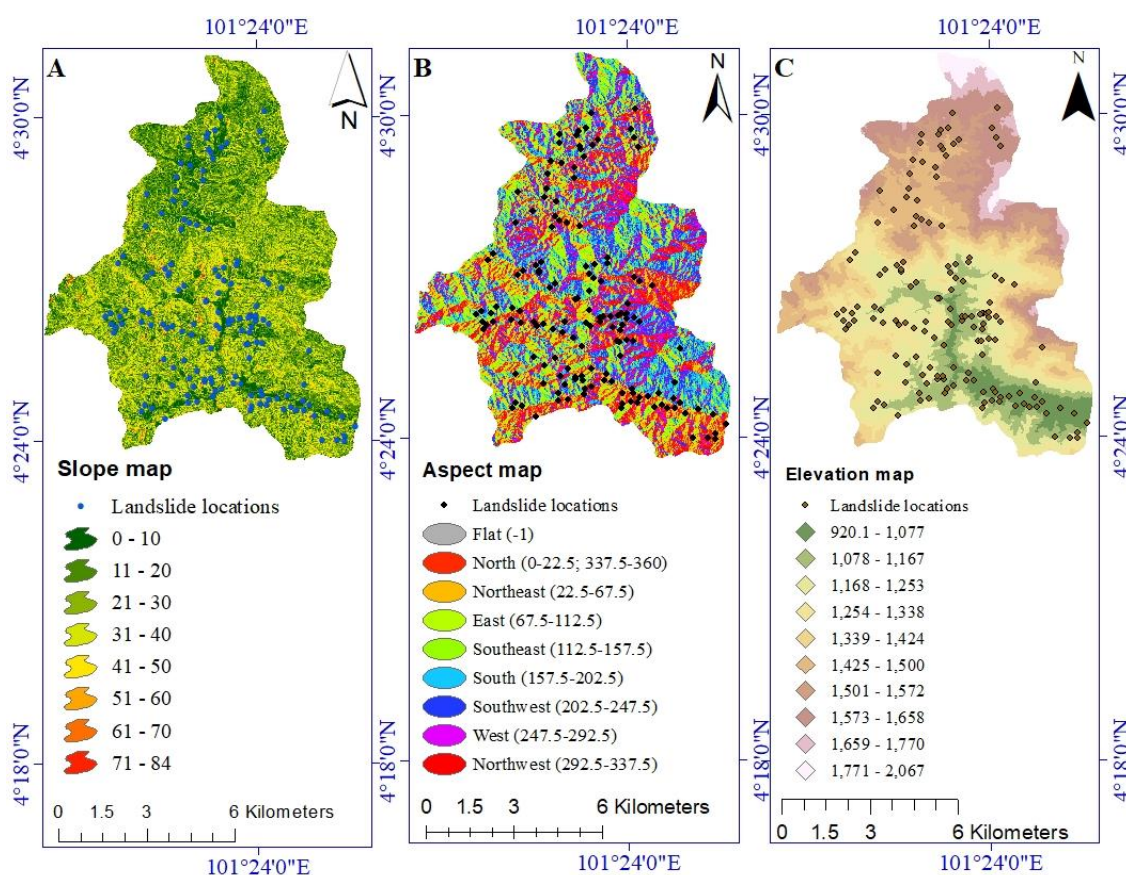 101°24'0"E
101°24'0"E
101°24'0"E
A
N
B
N
C
N
4°30'0"N
4°30'0"N
4°30'0"N
4°30'0"N
4°24'0"N
4°24'0"N
4°24'0"N
4°24'0"N
4°18'0"N
4°18'0"N
4°18'0"N
4°18'0"N
Slope map
Landslide locations
0 - 10
11 - 20
21 - 30
31 - 40
41 - 50
51 - 60
61 - 70
71 - 84
0 1.5 3 6 Kilometers
Aspect map
Landslide locations
Flat (-1)
North (0-22.5; 337.5-360)
Northeast (22.5-67.5)
East (67.5-112.5)
Southeast (112.5-157.5)
South (157.5-202.5)
Southwest (202.5-247.5)
West (247.5-292.5)
Northwest (292.5-337.5)
0 1.5 3 6 Kilometers
Elevation map
Landslide locations
920.1 - 1,077
1,078 - 1,167
1,168 - 1,253
1,254 - 1,338
1,339 - 1,424
1,425 - 1,500
1,501 - 1,572
1,573 - 1,658
1,659 - 1,770
1,771 - 2,067
0 1.5 3 6 Kilometers
101°24'0"E
101°24'0"E
101°24'0"E